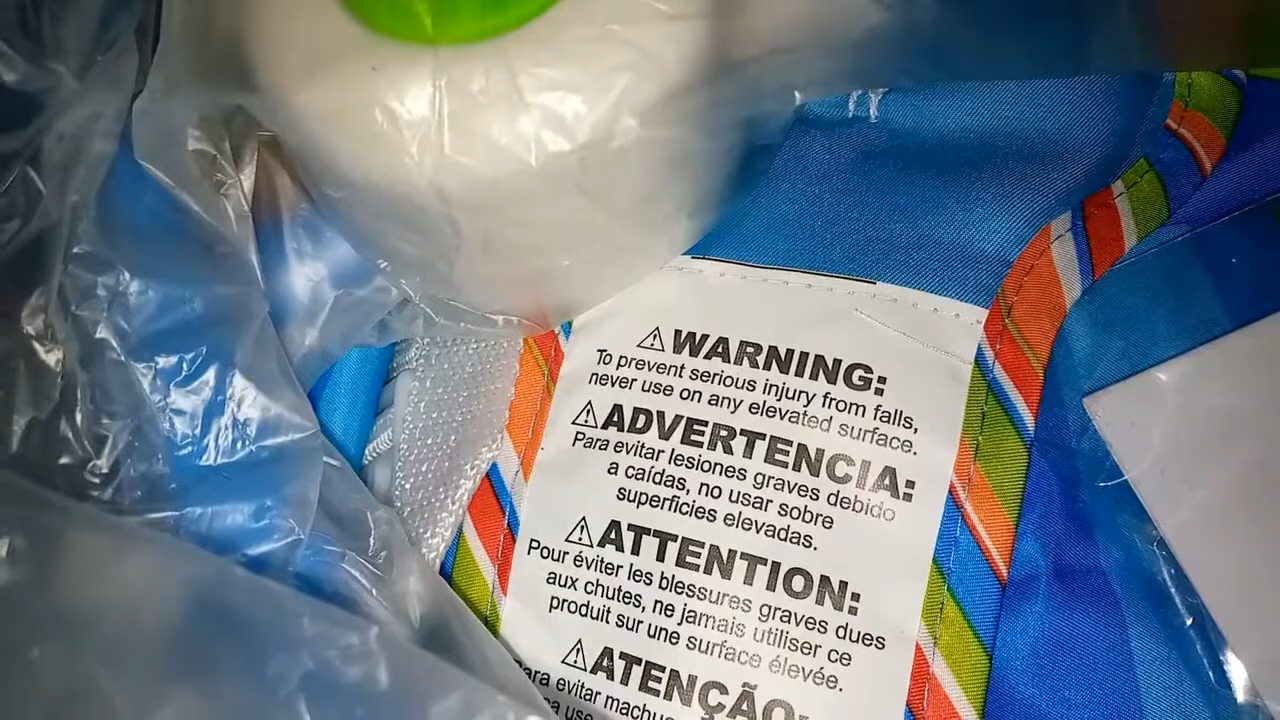 ⚠WARNING:
To prevent serious injury from falls,
never use on any elevated surface.
⚠ADVERTENCIA:
Para evitar lesiones graves debido
a caídas, no usar sobre
superficies elevadas.
⚠ATTENTION:
Pour éviter les blessures graves dues
aux chutes, ne jamais utiliser ce
produit sur une surface élevée.
⚠ATENÇÃO:
evitar